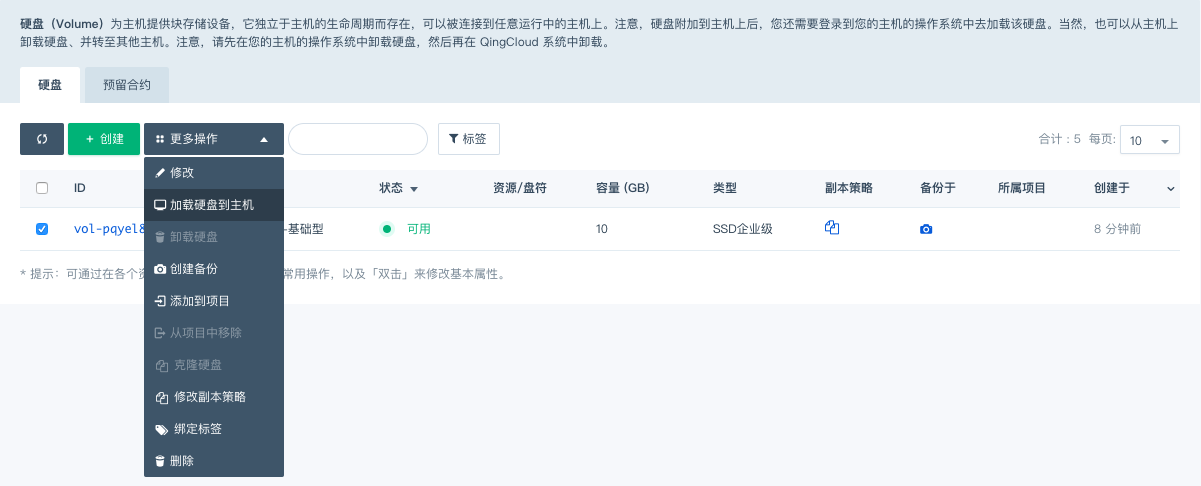 硬盘（Volume）为主机提供块存储设备，它独立于主机的生命周期而存在，可以被连接到任意运行中的主机上。注意，硬盘附加到主机上后，您还需要登录到您的主机的操作系统中去加载该硬盘。当然，也可以从主机上
卸载硬盘、并转至其他主机。注意，请先在您的主机的操作系统中卸载硬盘，然后再在 QingCloud 系统中卸载。
硬盘 预留合约
+ 创建 更多操作 标签 合计：5 每页: 10
修改
ID 状态 资源/盘符 容量 (GB) 类型 副本策略 备份于 所属项目 创建于
加载硬盘到主机
vol-pqyel -基础型 可用 10 SSD企业级 8 分钟前
卸载硬盘
创建备份
* 提示：可通过在各个 常用操作，以及「双击」来修改基本属性。
添加到项目
从项目中移除
克隆硬盘
修改副本策略
绑定标签
删除